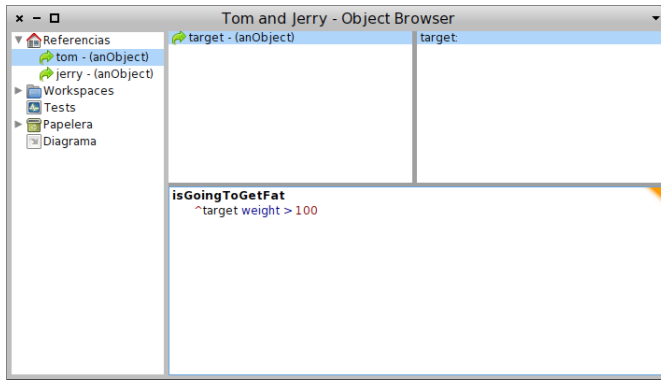 Tom and Jerry - Object Browser
Referencias
tom - (anObject)
jerry - (anObject)
Workspaces
Tests
Papelera
Diagrama
target - (anObject)
target:
isGoingToGetFat
^target weight > 100